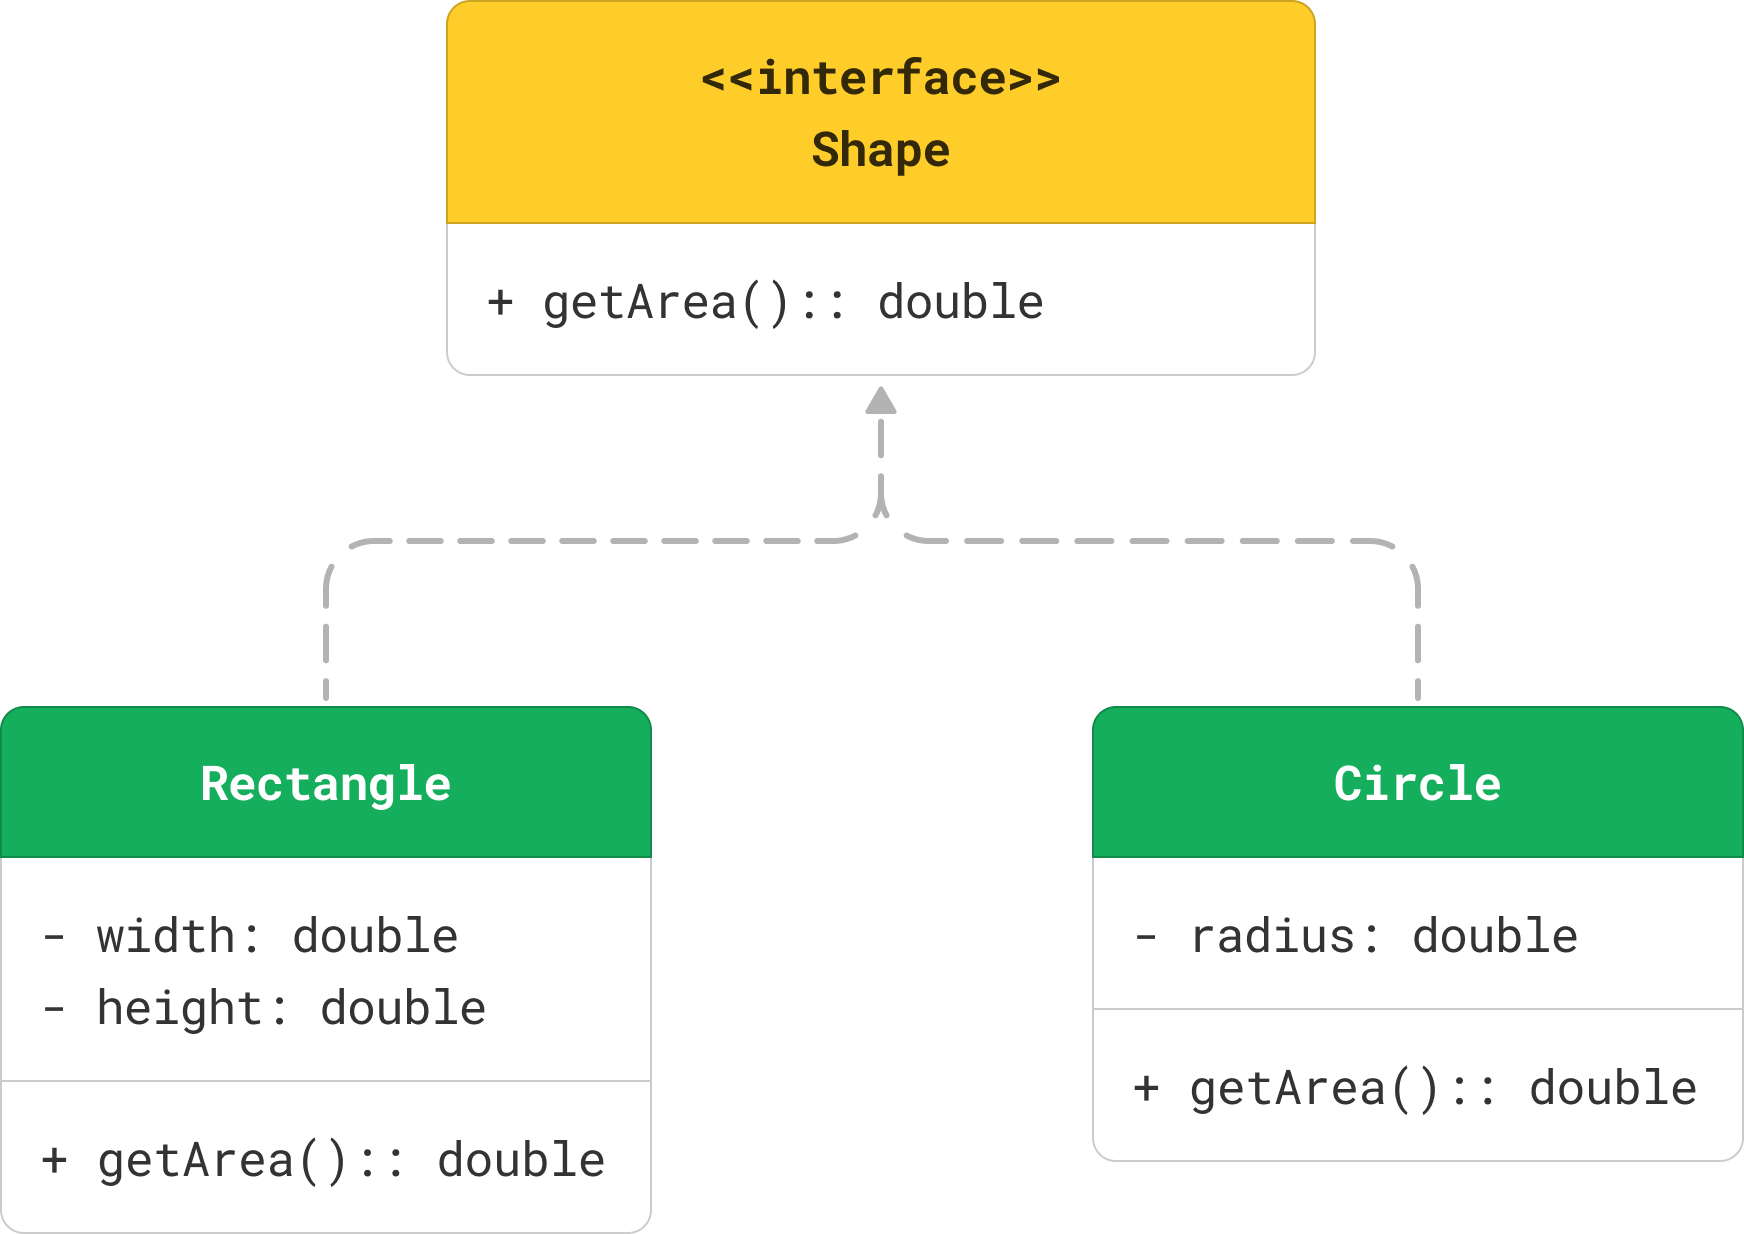 <<interface>>
Shape
+ getArea():: double
Rectangle
- width: double
- height: double
+ getArea():: double
Circle
- radius: double
+ getArea():: double